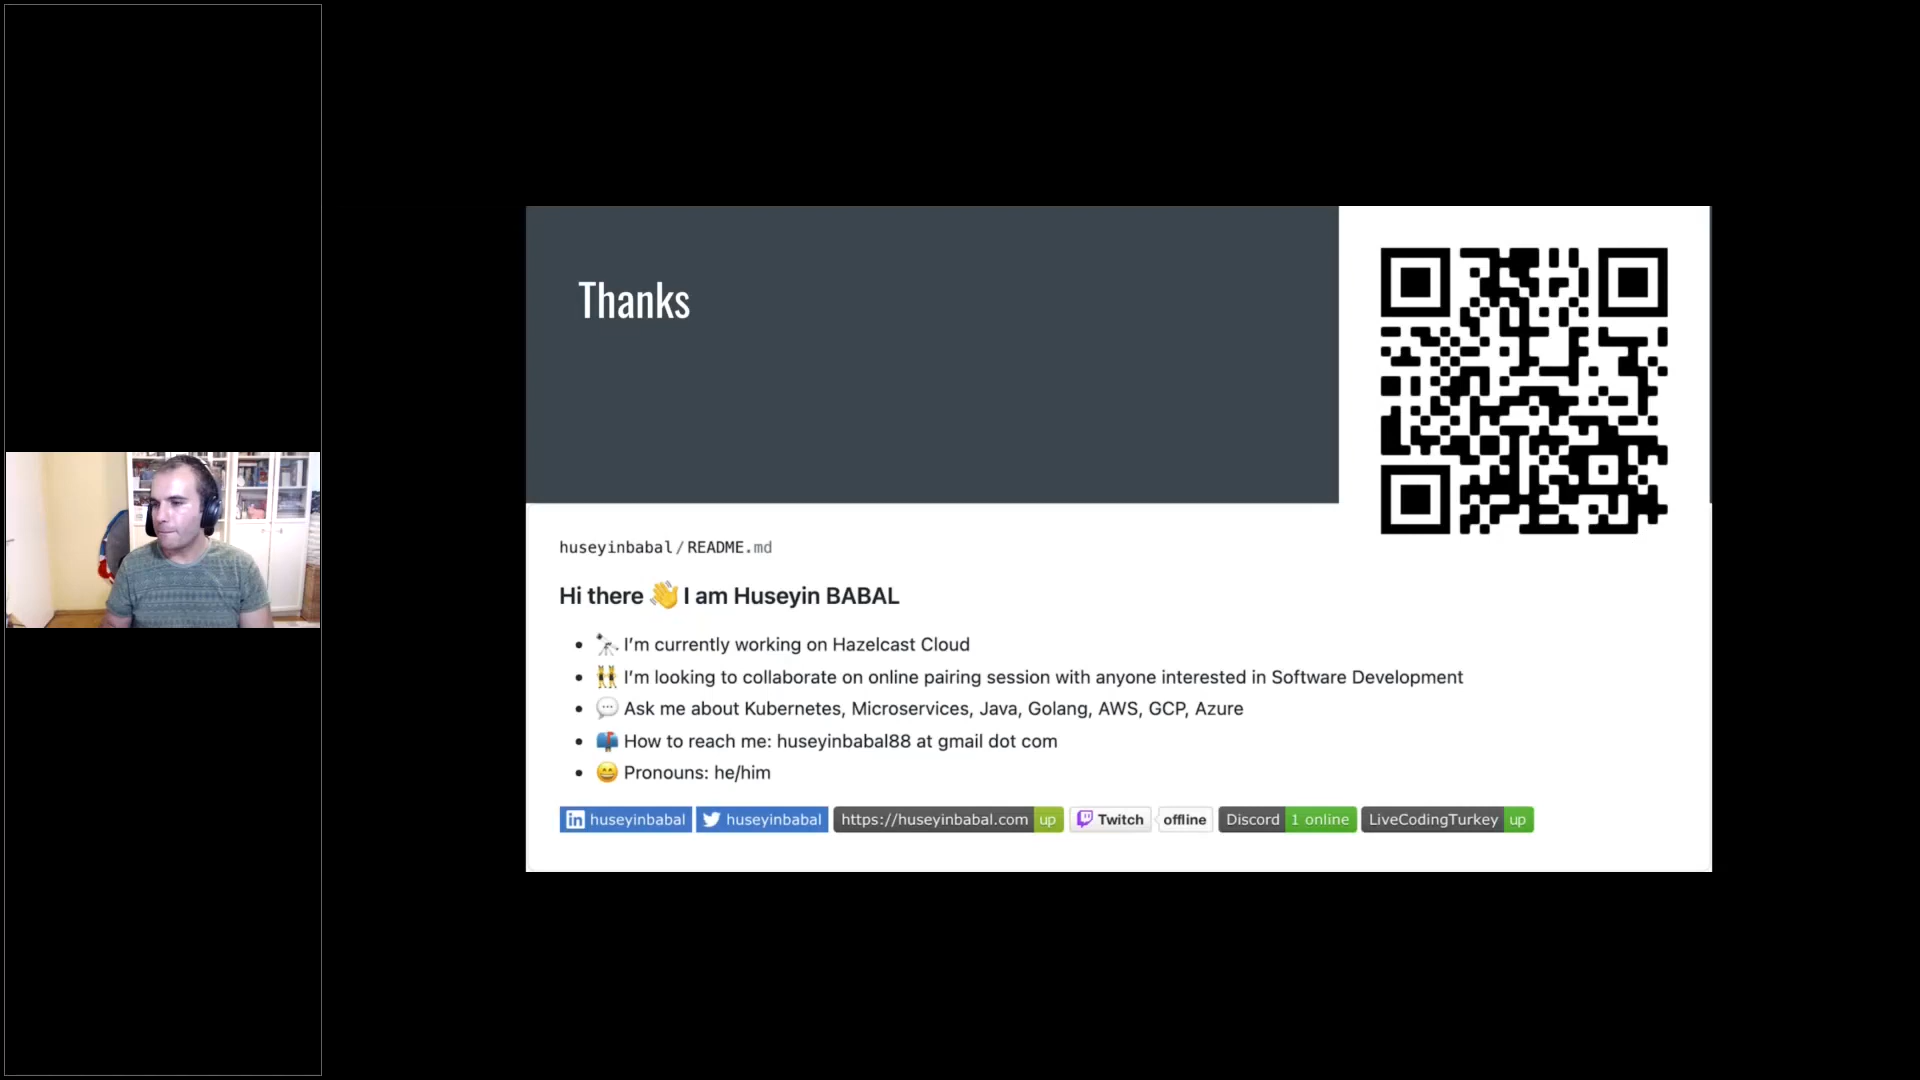 Thanks
huseyinbabal/README.md
Hi there 👋 I am Huseyin BABAL
• 🔭 I'm currently working on Hazelcast Cloud
• 👯 I'm looking to collaborate on online pairing session with anyone interested in Software Development
• 💬 Ask me about Kubernetes, Microservices, Java, Golang, AWS, GCP, Azure
• 📫 How to reach me: huseyinbabal88 at gmail dot com
• 😄 Pronouns: he/him
in huseyinbabal huseyinbabal https://huseyinbabal.com up Twitch offline Discord 1 online LiveCodingTurkey up